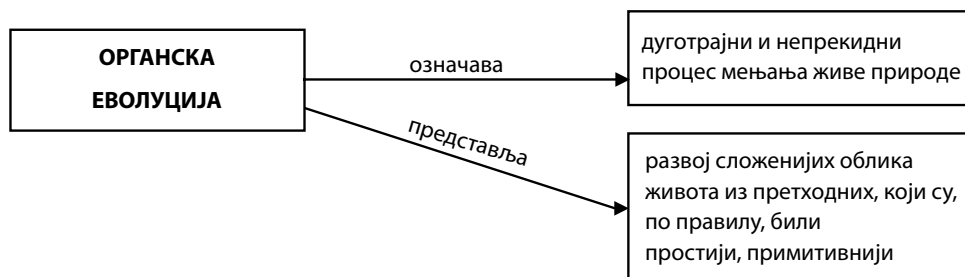 ОРГАНСКА
ЕВОЛУЦИЈА
означава
дуготрајни и непрекидни
процес мењања живе природе
представља
развој сложенијих облика
живота из претходних, који су,
по правилу, били
простији, примитивнији